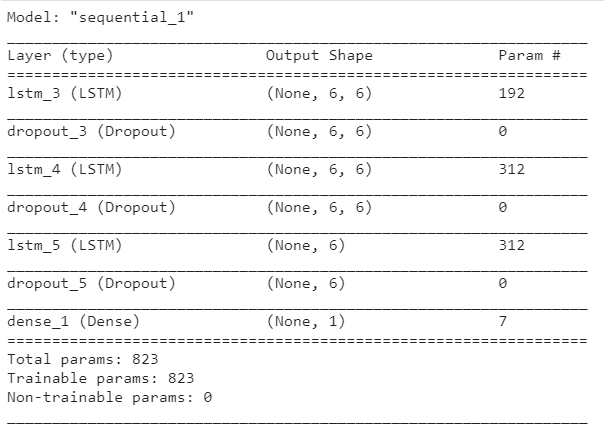 Model: "sequential_1"
Layer (type) Output Shape Param #
lstm_3 (LSTM) (None, 6, 6) 192
dropout_3 (Dropout) (None, 6, 6) 0
lstm_4 (LSTM) (None, 6, 6) 312
dropout_4 (Dropout) (None, 6, 6) 0
lstm_5 (LSTM) (None, 6) 312
dropout_5 (Dropout) (None, 6) 0
dense_1 (Dense) (None, 1) 7
Total params: 823
Trainable params: 823
Non-trainable params: 0